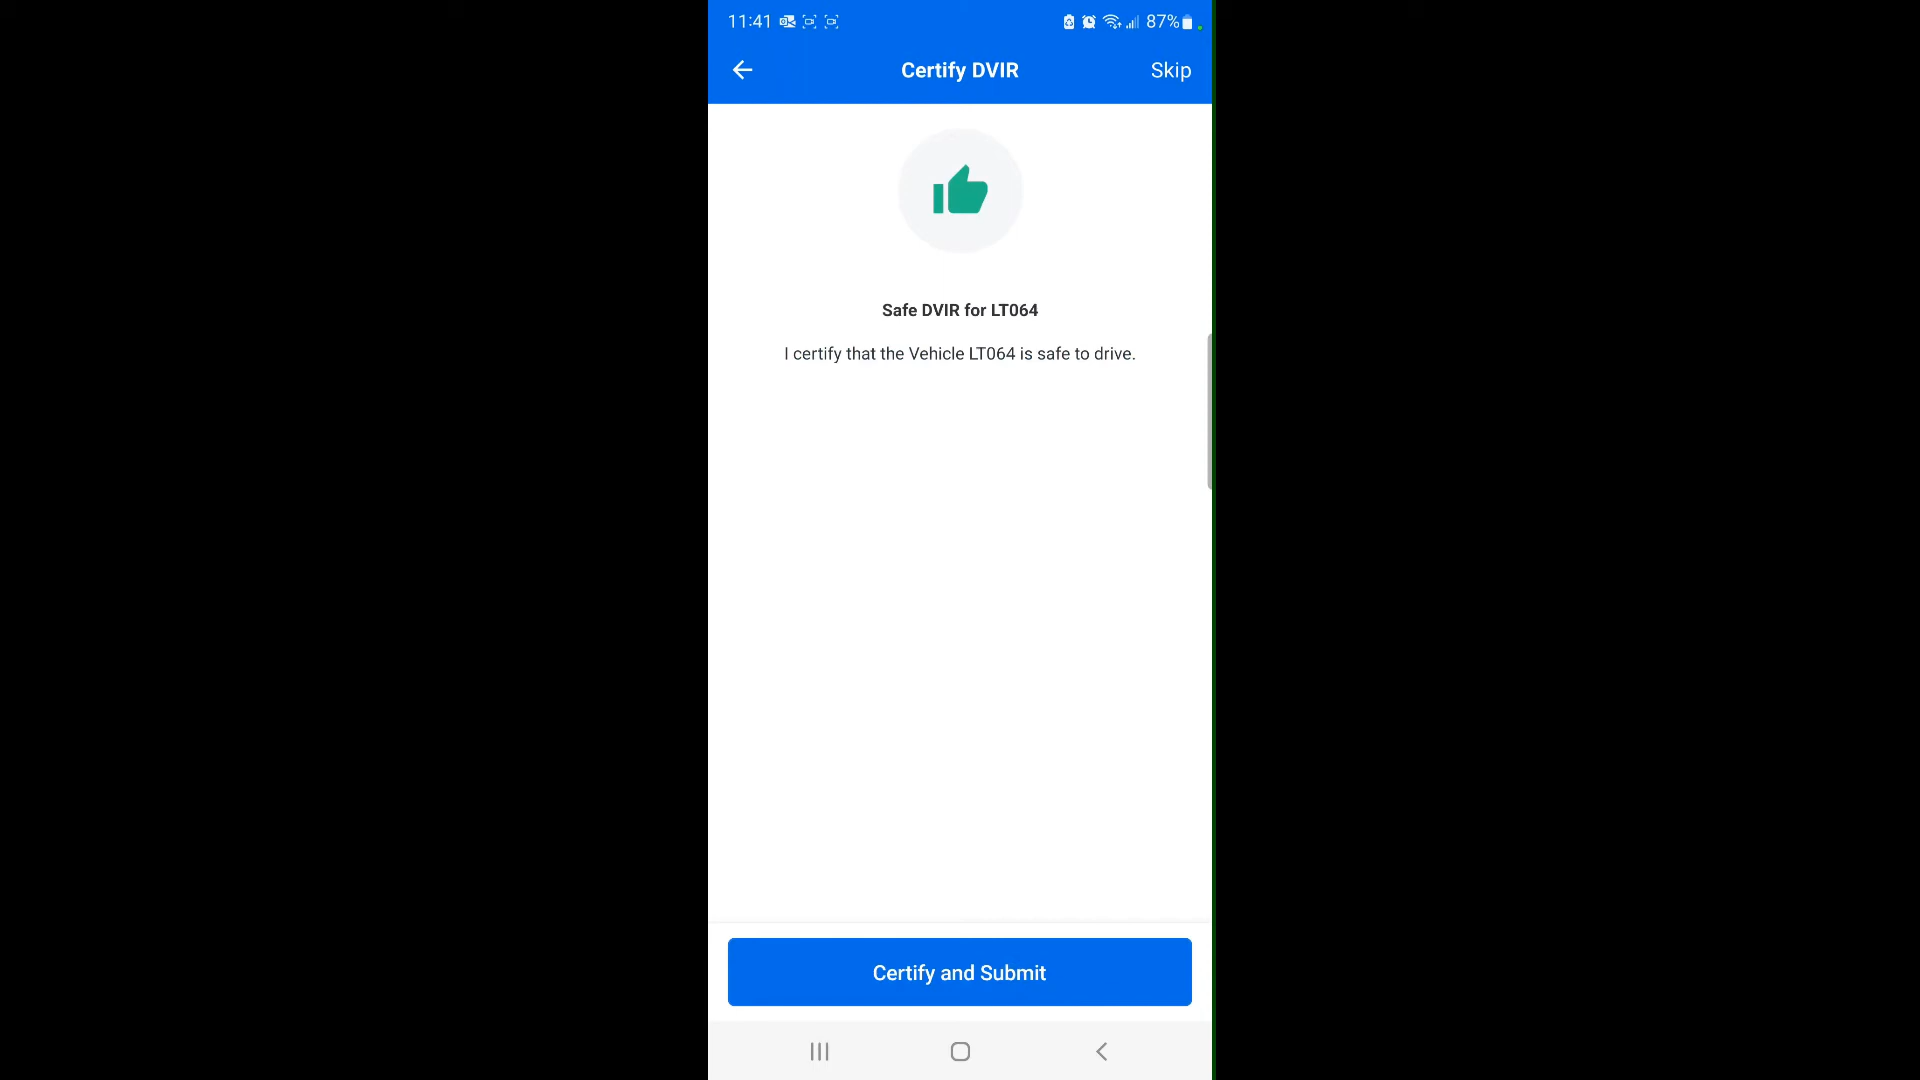 11:41 87%
Certify DVIR Skip
Safe DVIR for LT064
I certify that the Vehicle LT064 is safe to drive.
Certify and Submit